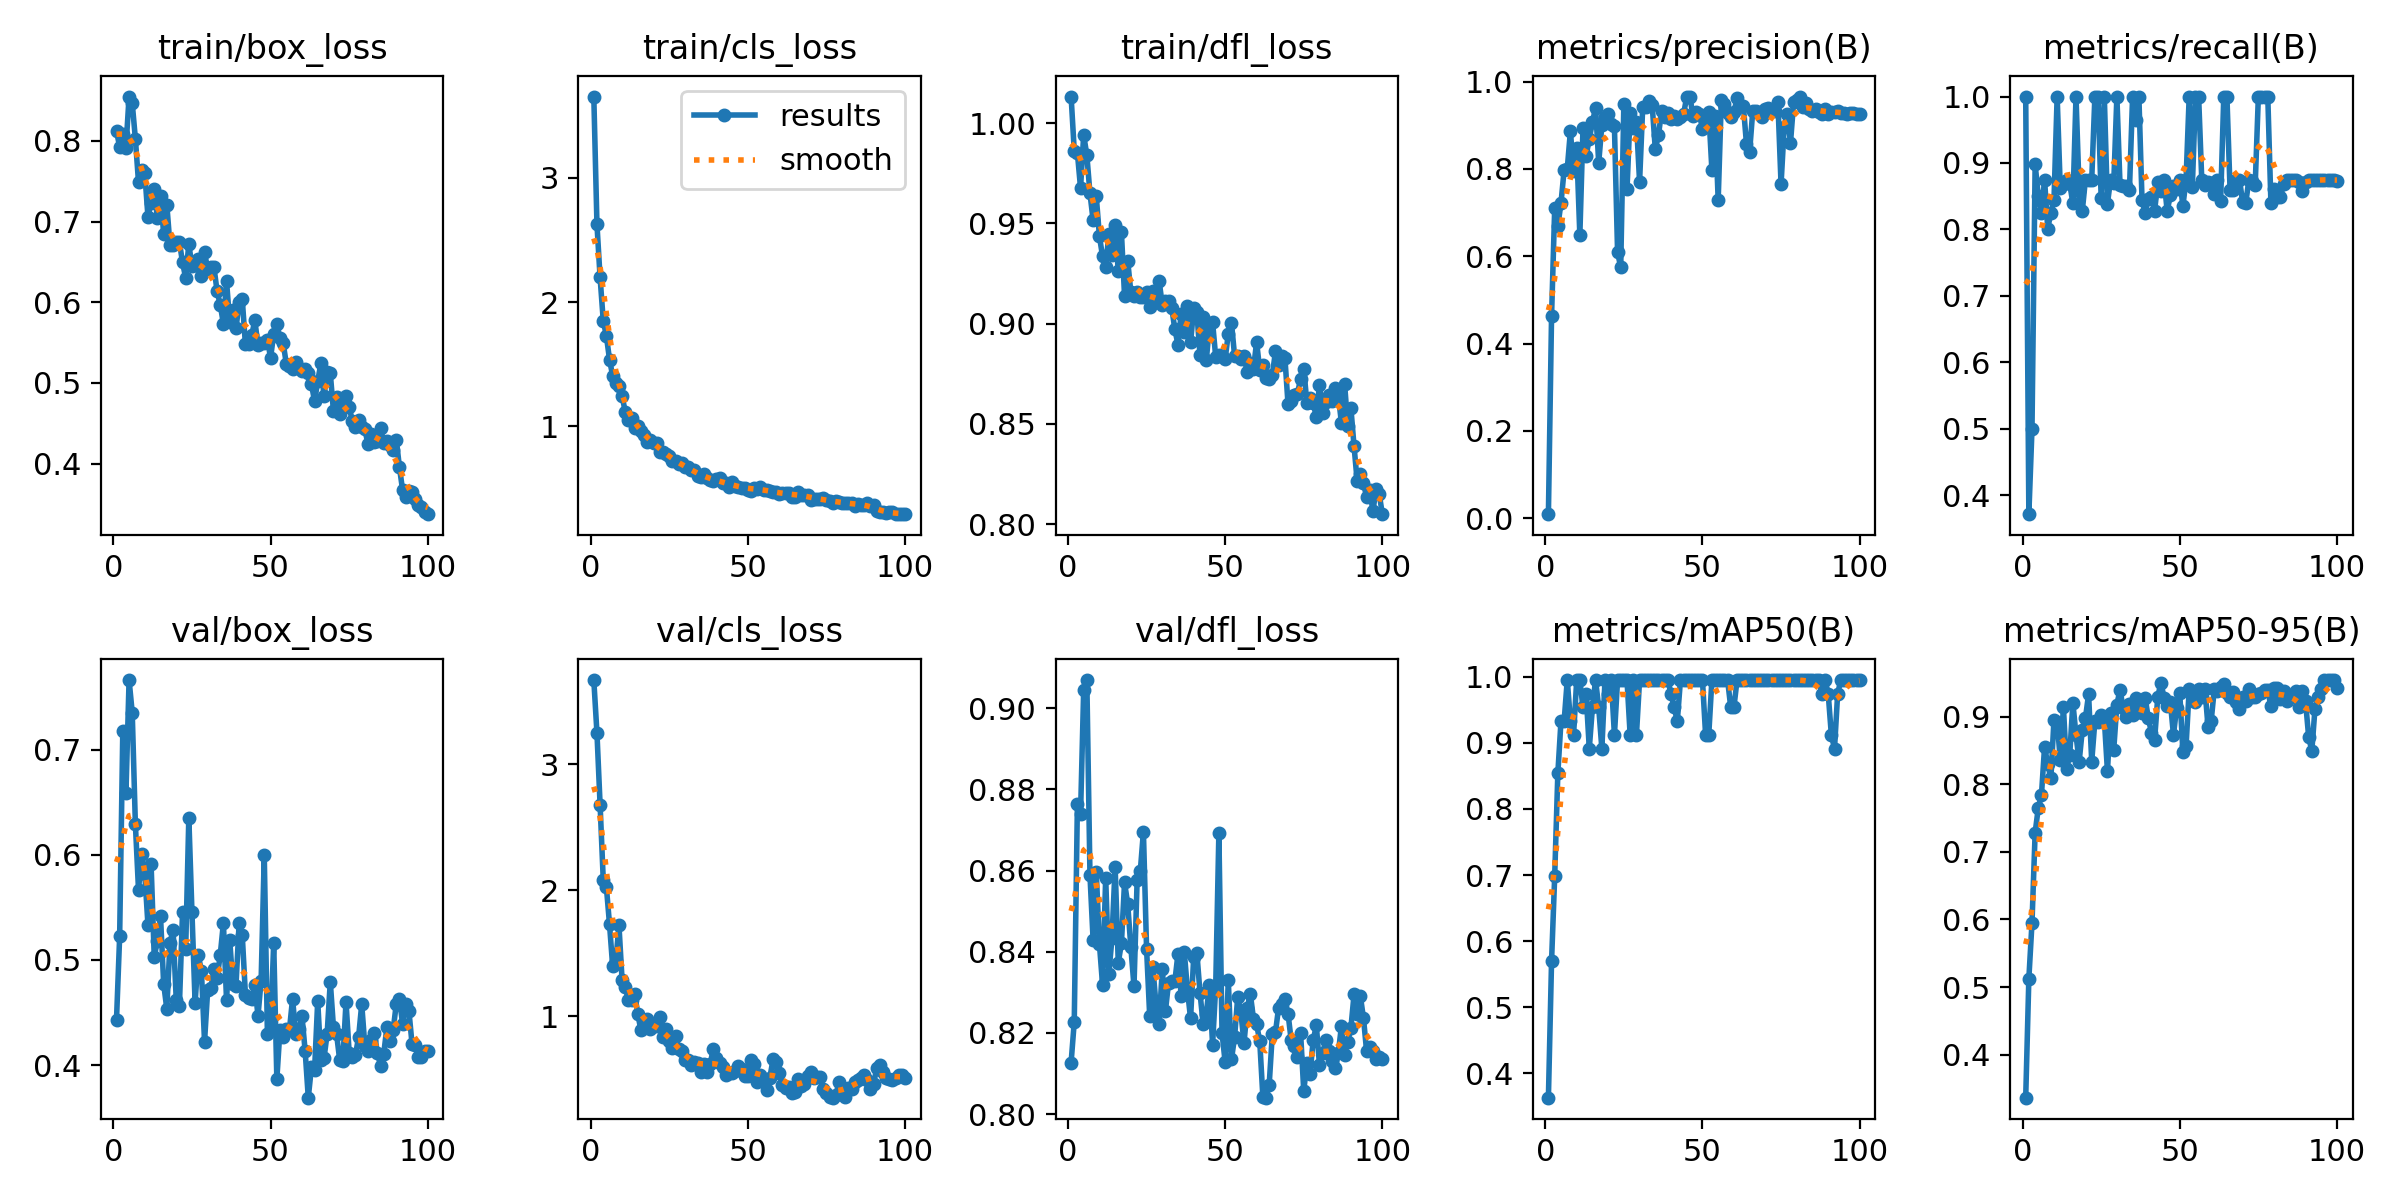 train/box_loss
0.8
0.7
0.6
0.5
0.4
0 50 100
train/cls_loss
results
smooth
3
2
1
0 50 100
train/dfl_loss
1.00
0.95
0.90
0.85
0.80
0 50 100
metrics/precision(B)
1.0
0.8
0.6
0.4
0.2
0.0
0 50 100
metrics/recall(B)
1.0
0.9
0.8
0.7
0.6
0.5
0.4
0 50 100
val/box_loss
0.7
0.6
0.5
0.4
0 50 100
val/cls_loss
3
2
1
0 50 100
val/dfl_loss
0.90
0.88
0.86
0.84
0.82
0.80
0 50 100
metrics/mAP50(B)
1.0
0.9
0.8
0.7
0.6
0.5
0.4
0 50 100
metrics/mAP50-95(B)
0.9
0.8
0.7
0.6
0.5
0.4
0 50 100